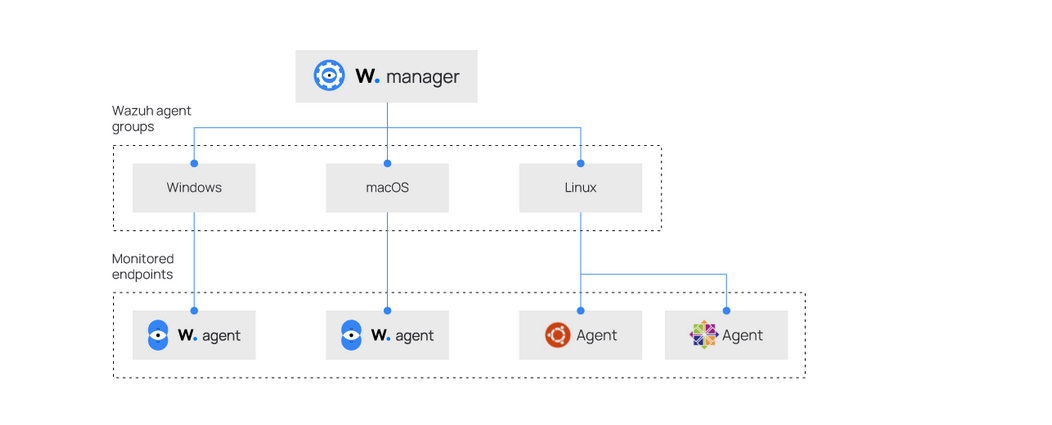 W. manager
Wazuh agent
groups
Windows
macOS
Linux
Monitored
endpoints
W. agent
W. agent
Agent
Agent